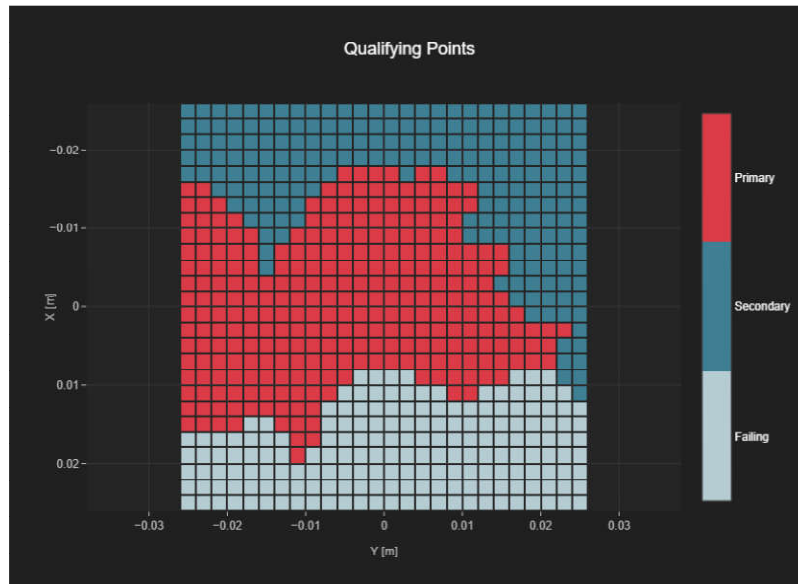 Qualifying Points
−0.02
−0.01
0
0.01
0.02
X [m]
−0.03
−0.02
−0.01
0
0.01
0.02
0.03
Y [m]
Primary
Secondary
Failing